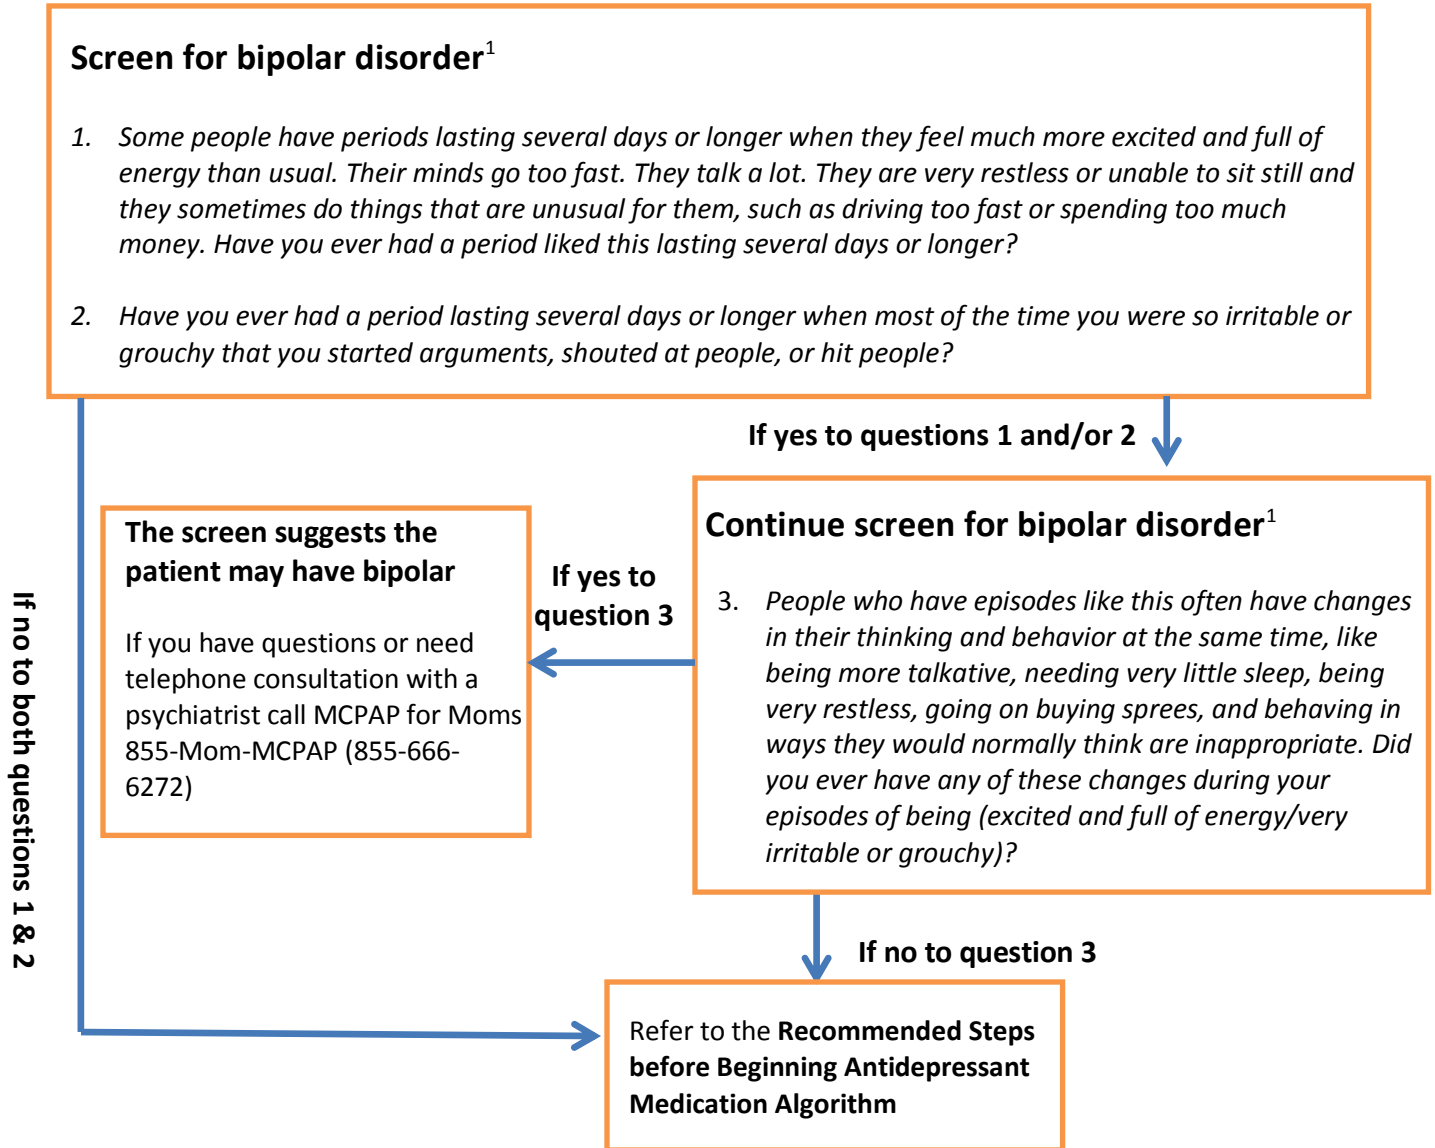 Screen for bipolar disorder1
1. Some people have periods lasting several days or longer when they feel much more excited and full of
energy than usual. Their minds go too fast. They talk a lot. They are very restless or unable to sit still and
they sometimes do things that are unusual for them, such as driving too fast or spending too much
money. Have you ever had a period liked this lasting several days or longer?
2. Have you ever had a period lasting several days or longer when most of the time you were so irritable or
grouchy that you started arguments, shouted at people, or hit people?
If yes to questions 1 and/or 2
Continue screen for bipolar disorder1
3. People who have episodes like this often have changes
in their thinking and behavior at the same time, like
being more talkative, needing very little sleep, being
very restless, going on buying sprees, and behaving in
ways they would normally think are inappropriate. Did
you ever have any of these changes during your
episodes of being (excited and full of energy/very
irritable or grouchy)?
If yes to
question 3
The screen suggests the
patient may have bipolar
If you have questions or need
telephone consultation with a
psychiatrist call MCPAP for Moms
855-Mom-MCPAP (855-666-
6272)
If no to both questions 1 & 2
If no to question 3
Refer to the Recommended Steps
before Beginning Antidepressant
Medication Algorithm